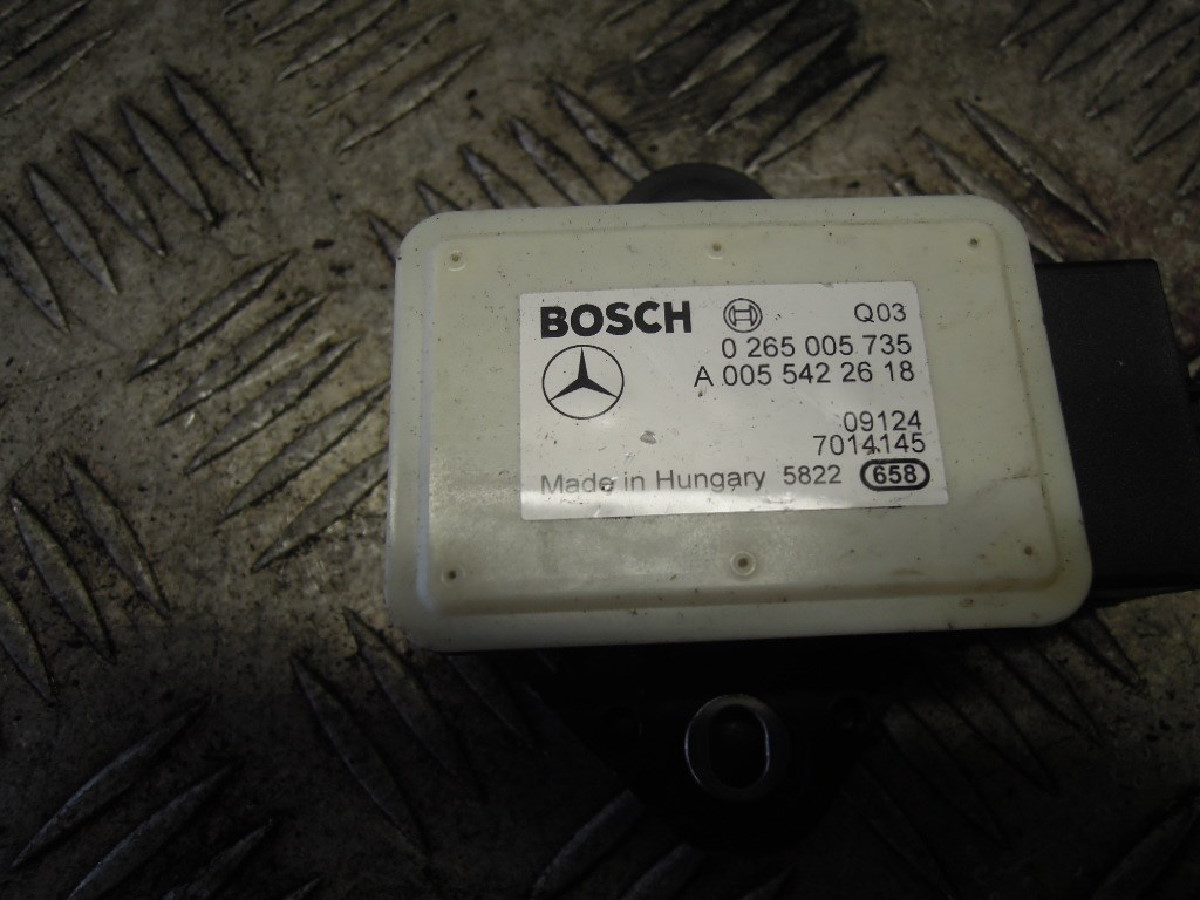 BOSCH Q03
0 265 005 735
A 005 542 26 18
09124
7014145
Made in Hungary 5822 658